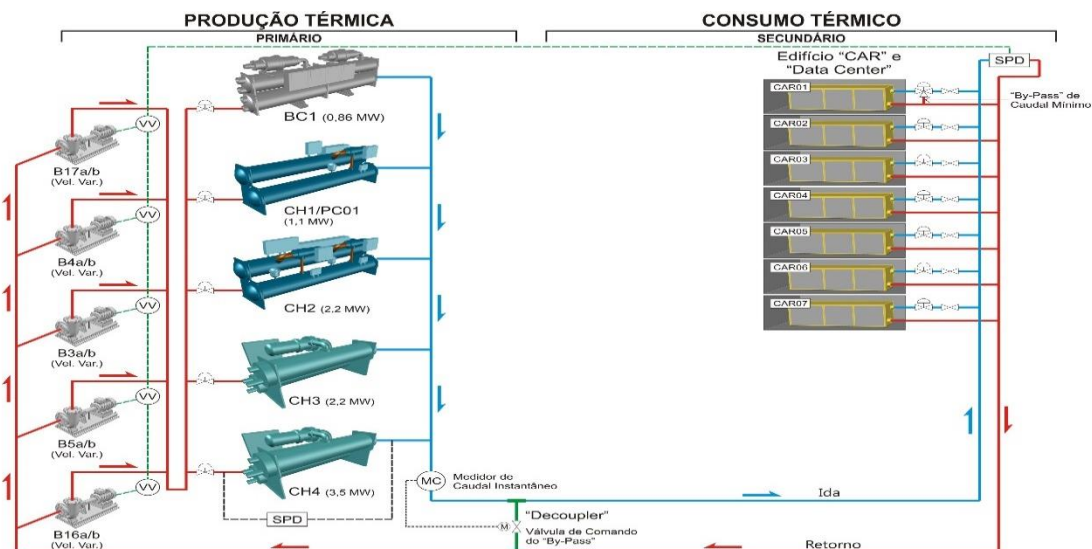 PRODUÇÃO TÉRMICA
PRIMÁRIO
CONSUMO TÉRMICO
SECUNDÁRIO
Edifício "CAR" e
"Data Center"
SPD
"By-Pass" de
Caudal Mínimo
CAR01
CAR02
CAR03
CAR04
CAR05
CAR06
CAR07
VV
B17a/b
(Vel. Var.)
VV
B4a/b
(Vel. Var.)
VV
B3a/b
(Vel. Var.)
VV
B5a/b
(Vel. Var.)
VV
B16a/b
(Vel. Var.)
BC1 (0,86 MW)
CH1/PC01
(1,1 MW)
CH2 (2,2 MW)
CH3 (2,2 MW)
CH4 (3,5 MW)
SPD
MC
Medidor de
Caudal Instantâneo
Ida
"Decoupler"
M
Válvula de Comando
do "By-Pass"
Retorno